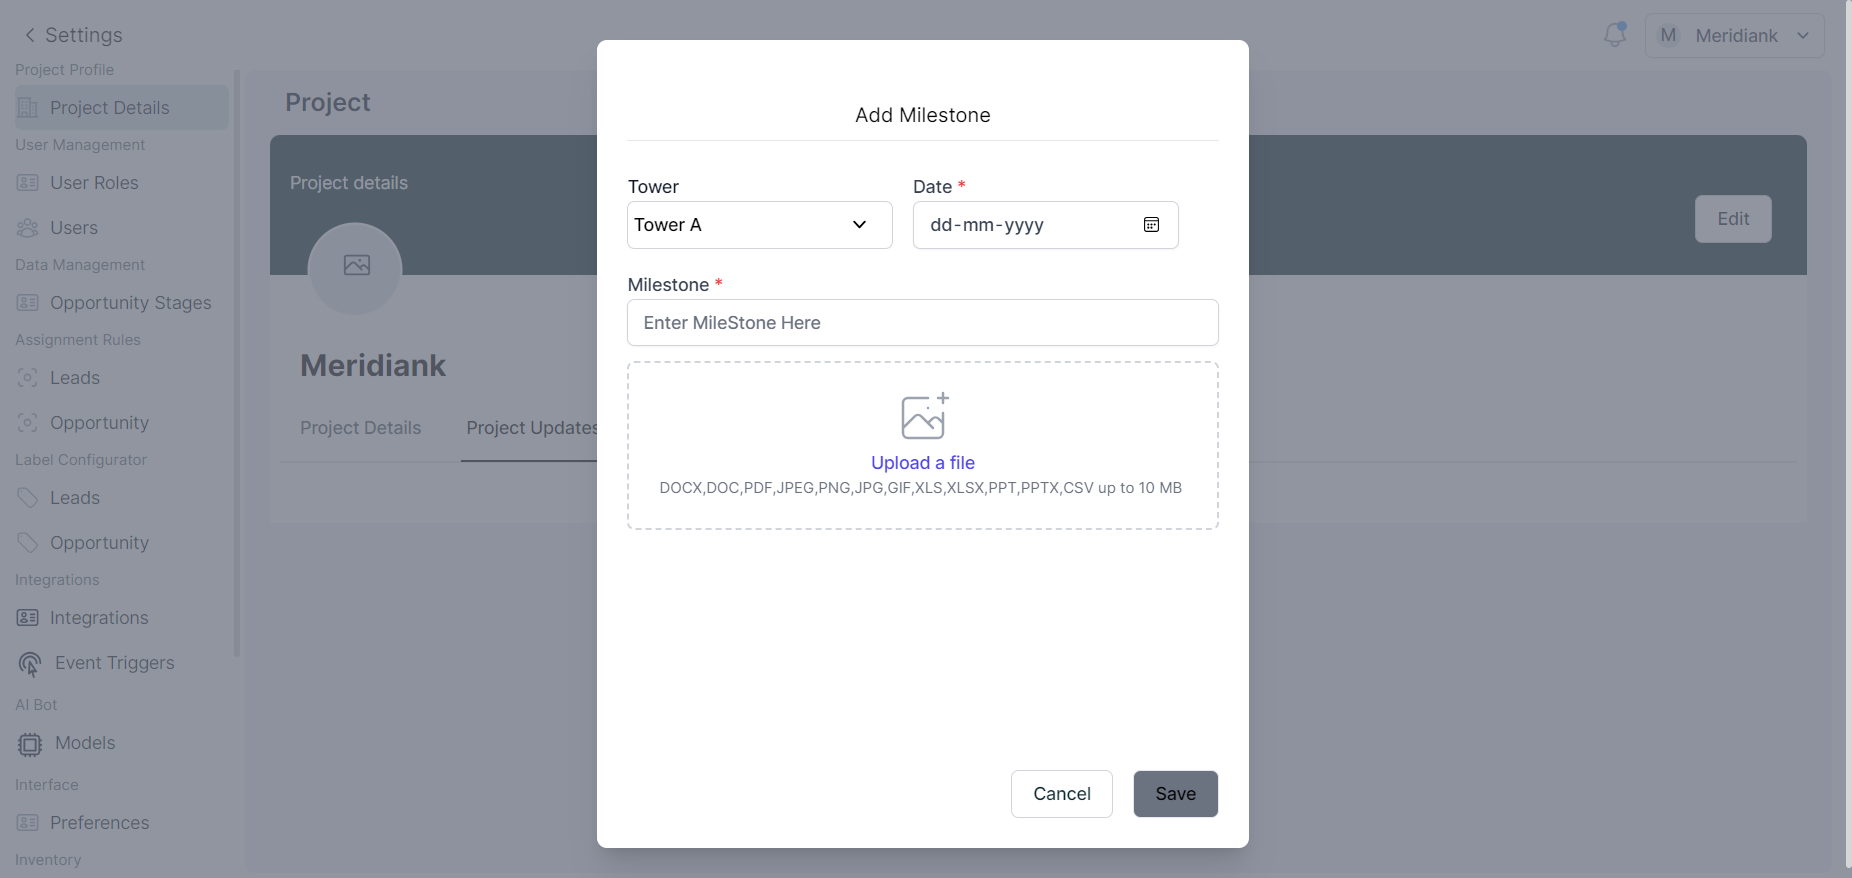 Settings
Project Profile
Project Details
User Management
User Roles
Users
Data Management
Opportunity Stages
Assignment Rules
Leads
Opportunity
Label Configurator
Leads
Opportunity
Integrations
Integrations
Event Triggers
AI Bot
Models
Interface
Preferences
Inventory
M Meridiank
Project
Project details
Edit
Meridiank
Project Details Project Updates
Add Milestone
Tower Date *
Tower A dd-mm-yyyy
Milestone *
Enter MileStone Here
Upload a file
DOCX,DOC,PDF,JPEG,PNG,JPG,GIF,XLS,XLSX,PPT,PPTX,CSV up to 10 MB
Cancel Save